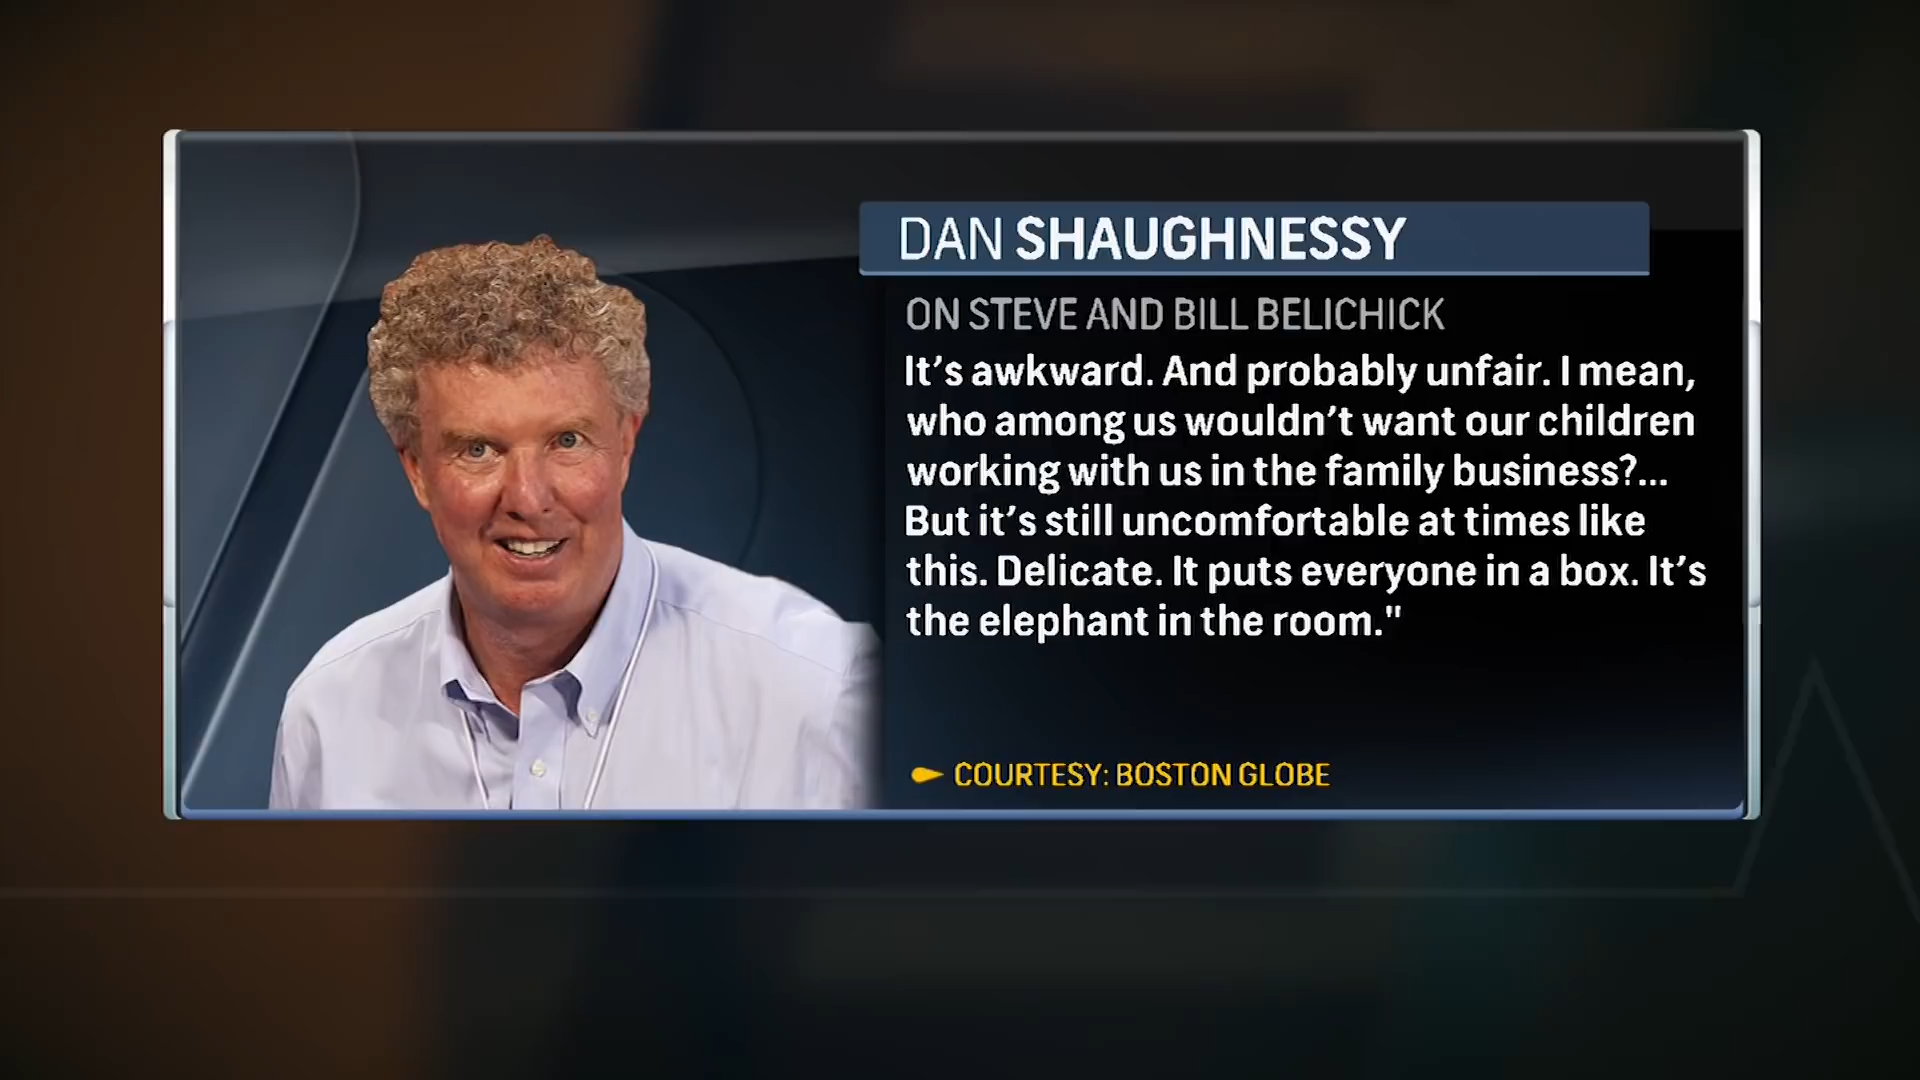 DAN SHAUGHNESSY
ON STEVE AND BILL BELICHICK
It's awkward. And probably unfair. I mean,
who among us wouldn't want our children
working with us in the family business?...
But it's still uncomfortable at times like
this. Delicate. It puts everyone in a box. It's
the elephant in the room."
COURTESY: BOSTON GLOBE